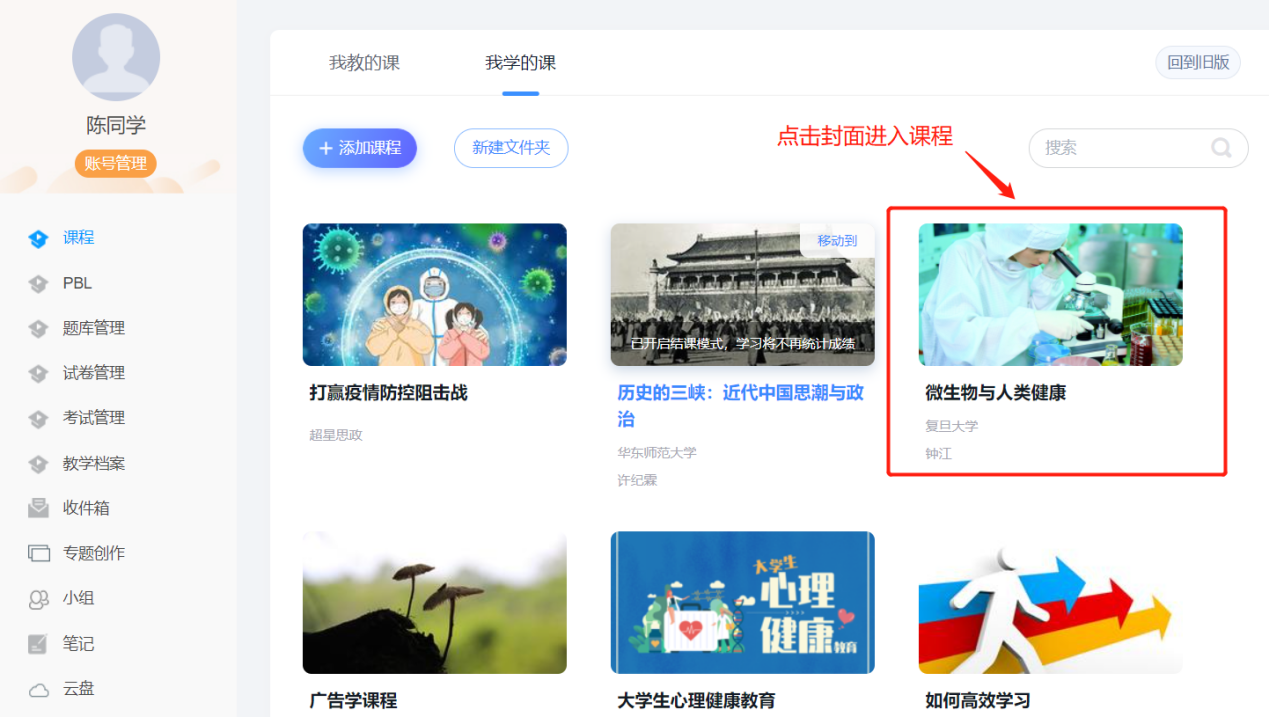 陈同学
账号管理
课程
PBL
题库管理
试卷管理
考试管理
教学档案
收件箱
专题创作
小组
笔记
云盘
我教的课
我学的课
回到旧版
+ 添加课程
新建文件夹
点击封面进入课程
搜索
打赢疫情防控阻击战
超星思政
移动到
已开启结课模式，学习将不再统计成绩
历史的三峡：近代中国思潮与政
治
华东师范大学
许纪霖
微生物与人类健康
复旦大学
钟江
广告学课程
大学生
心理
健康教育
大学生心理健康教育
如何高效学习